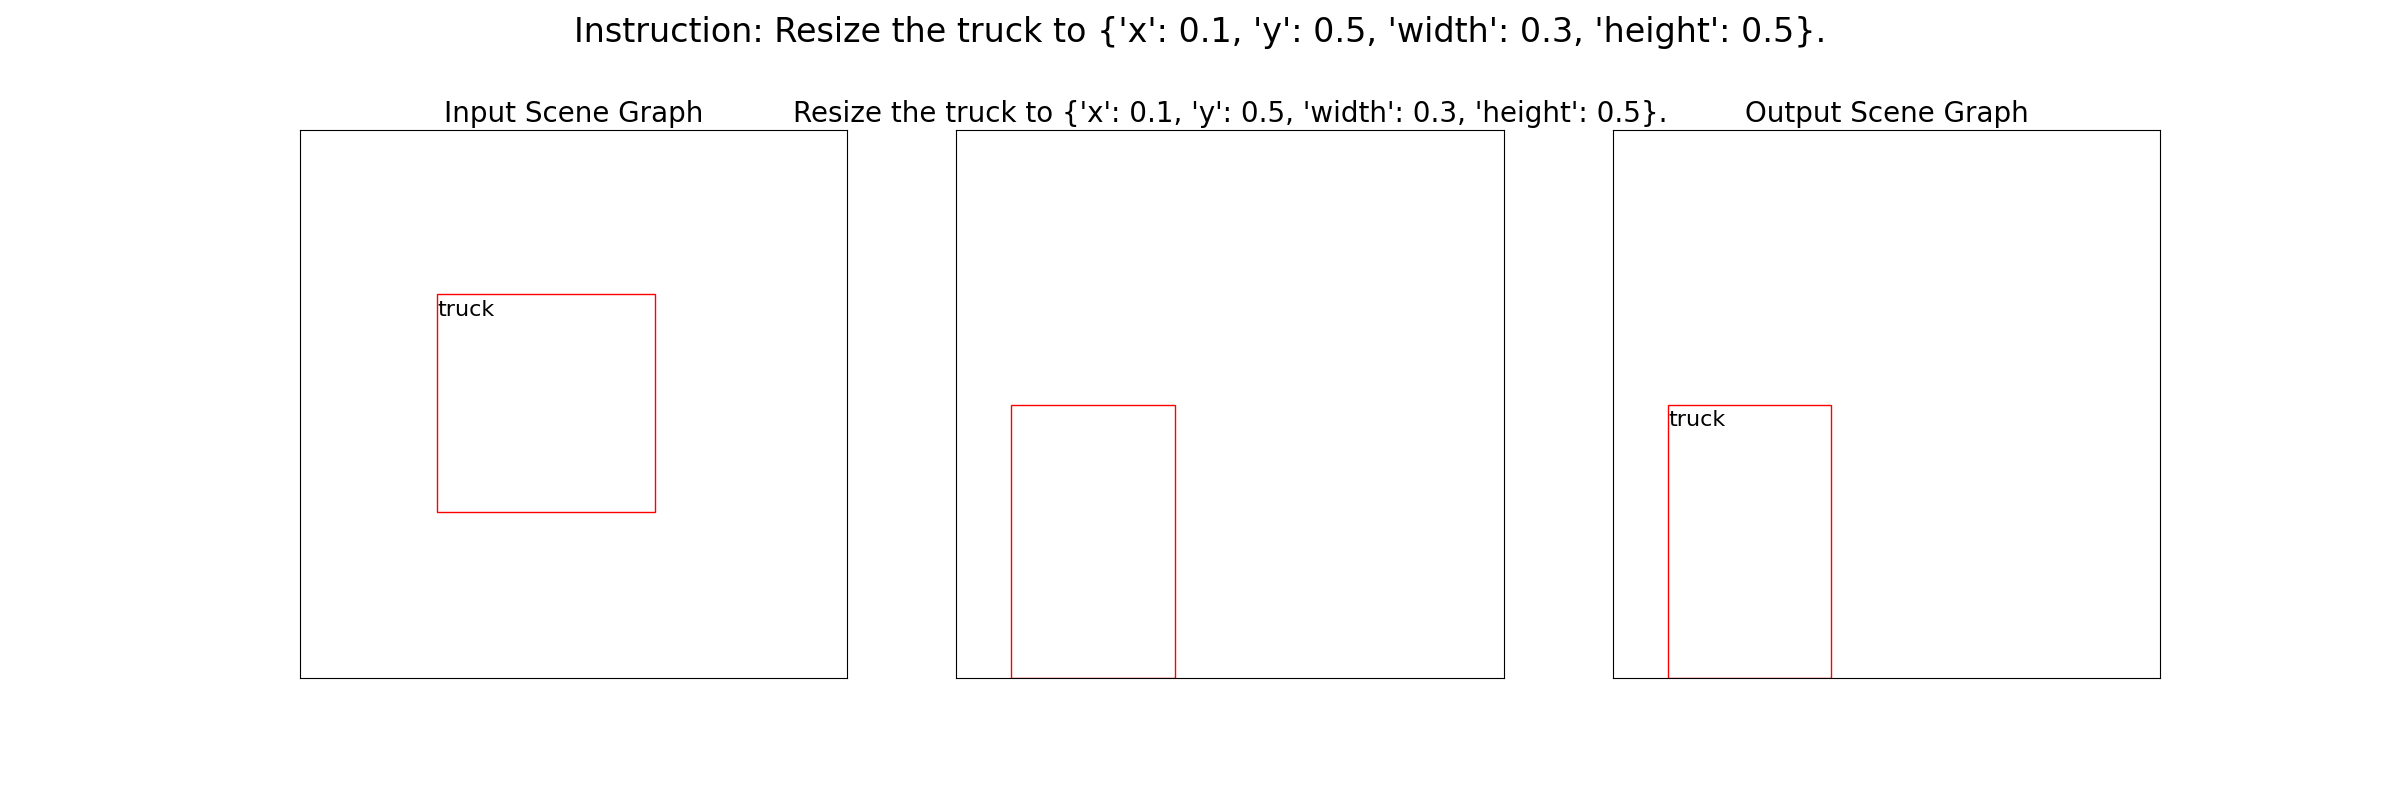 Instruction: Resize the truck to {'x': 0.1, 'y': 0.5, 'width': 0.3, 'height': 0.5}.
Input Scene Graph
Resize the truck to {'x': 0.1, 'y': 0.5, 'width': 0.3, 'height': 0.5}.
Output Scene Graph
truck
truck